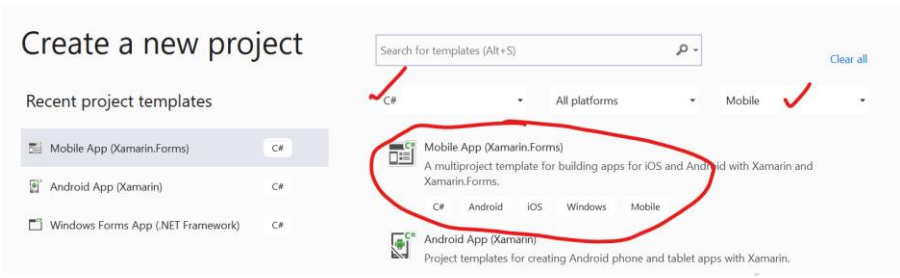 Create a new project
Search for templates (Alt+S)
Clear all
Recent project templates
C#
All platforms
Mobile
Mobile App (Xamarin.Forms)
C#
Android App (Xamarin)
C#
Windows Forms App (.NET Framework)
C#
Mobile App (Xamarin.Forms)
A multiproject template for building apps for iOS and Android with Xamarin and
Xamarin.Forms.
C# Android iOS Windows Mobile
Android App (Xamarin)
Project templates for creating Android phone and tablet apps with Xamarin.